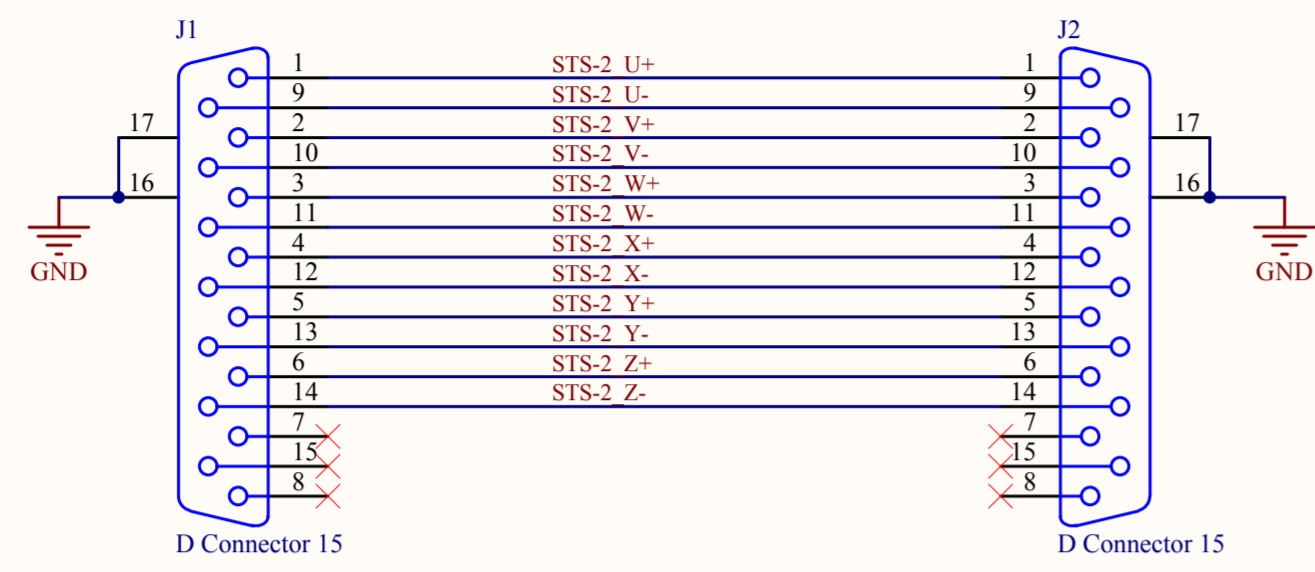 J1 J2
1 STS-2_U+ 1
9 STS-2_U- 9
17 2 STS-2_V+ 2 17
10 STS-2_V- 10
16 3 STS-2_W+ 3 16
11 STS-2_W- 11
4 STS-2_X+ 4
GND 12 STS-2_X- 12 GND
5 STS-2_Y+ 5
13 STS-2_Y- 13
6 STS-2_Z+ 6
14 STS-2_Z- 14
7 7
15 15
8 8
D Connector 15 D Connector 15